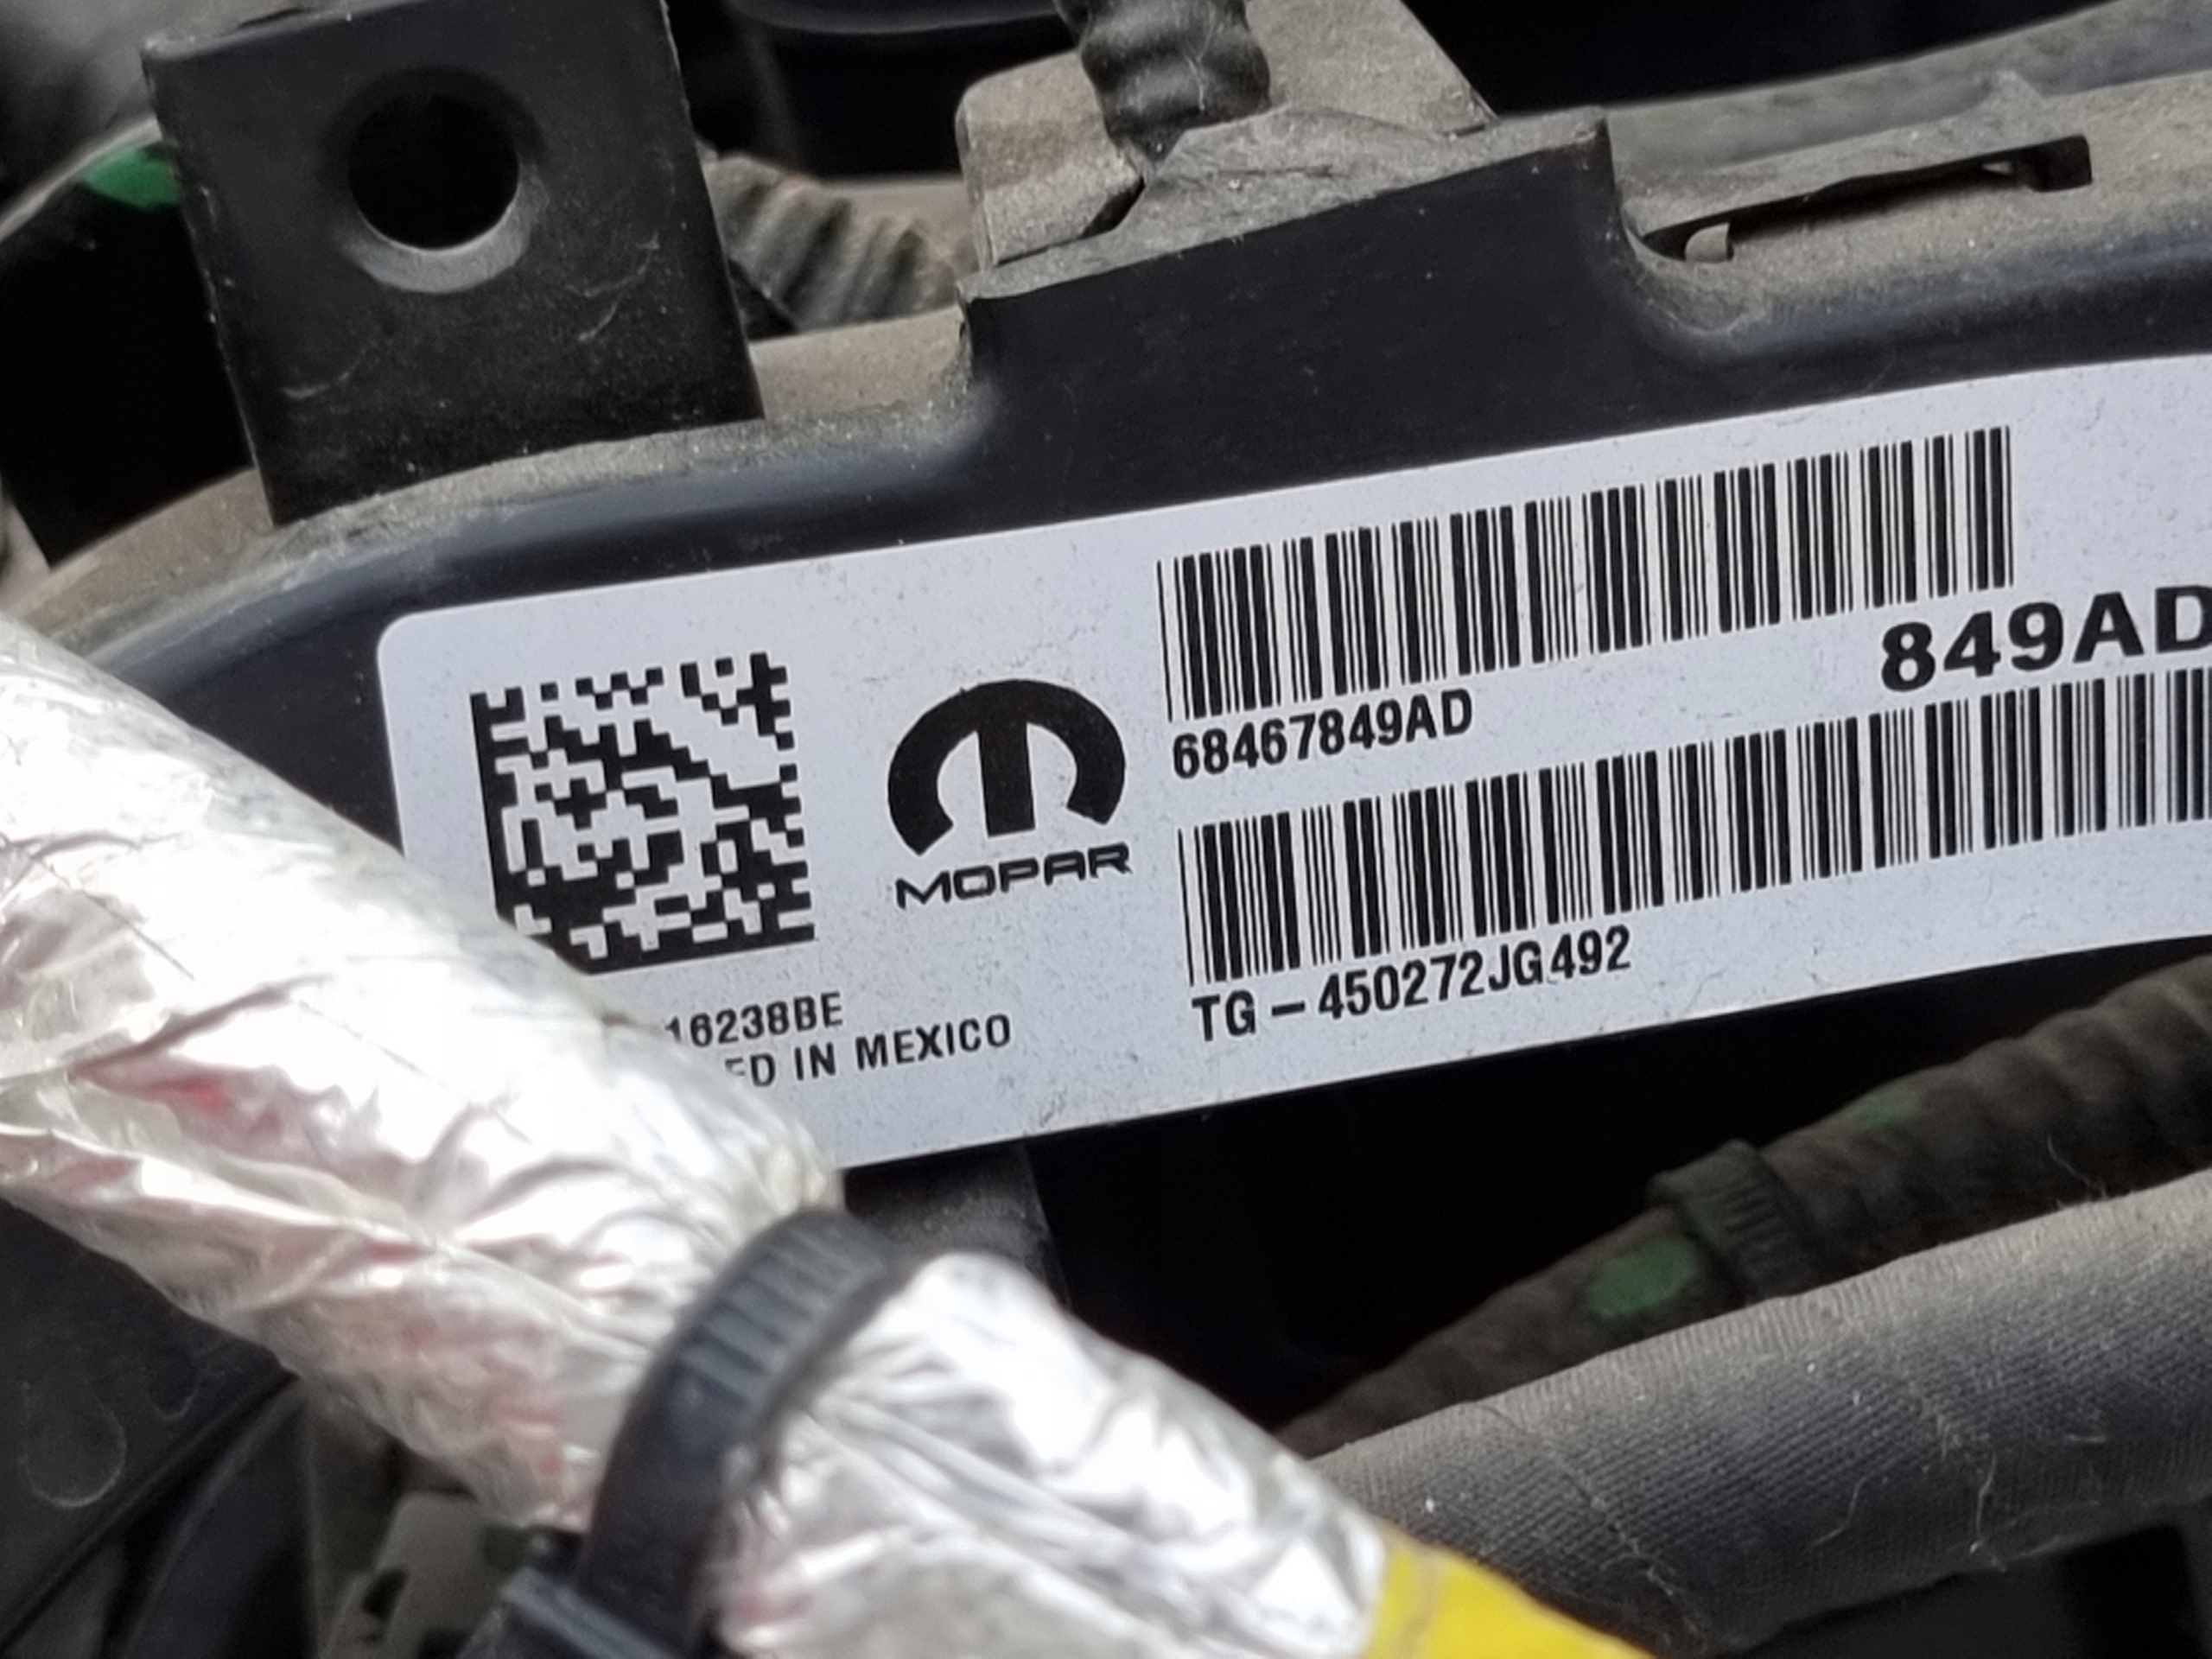 68467849AD
849AD
MOPAR
TG-450272JG492
16238BE
ED IN MEXICO